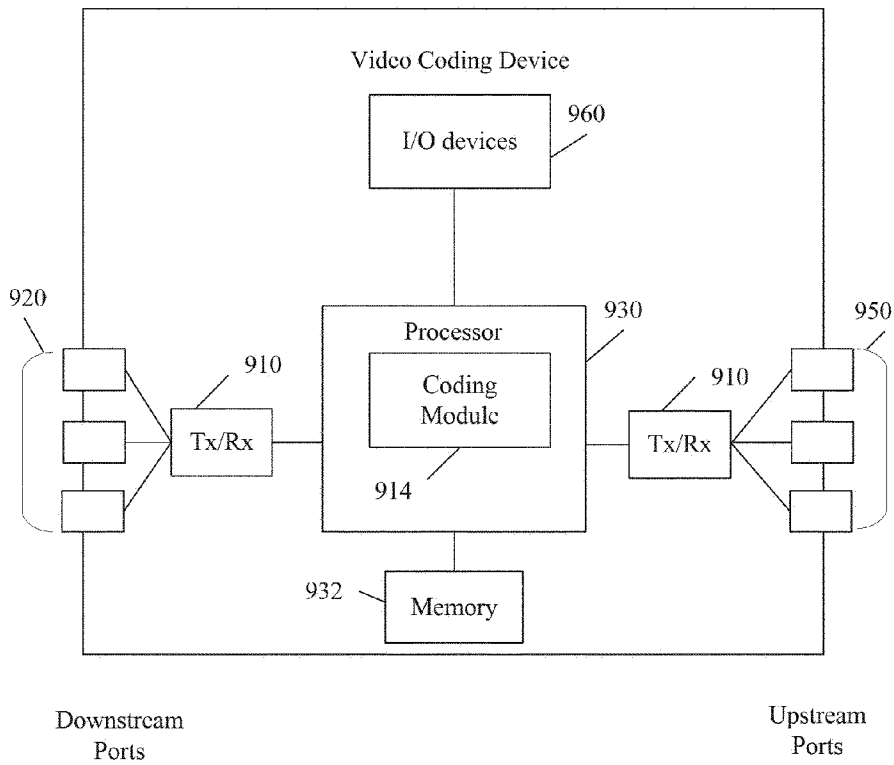 Video Coding Device
960
I/O devices
920
930
950
Processor
910
910
Coding
Module
Tx/Rx
Tx/Rx
914
932
Memory
Downstream
Ports
Upstream
Ports